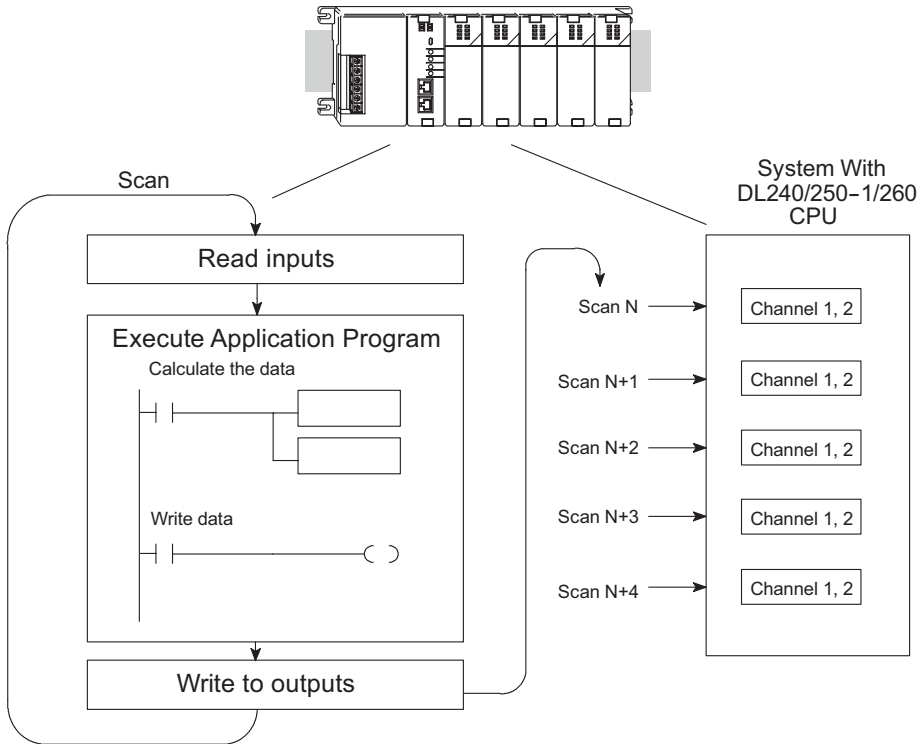 System With
DL240/250-1/260
CPU
Scan
Read inputs
Execute Application Program
Calculate the data
Write data
Write to outputs
Scan N
Channel 1, 2
Scan N+1
Channel 1, 2
Scan N+2
Channel 1, 2
Scan N+3
Channel 1, 2
Scan N+4
Channel 1, 2